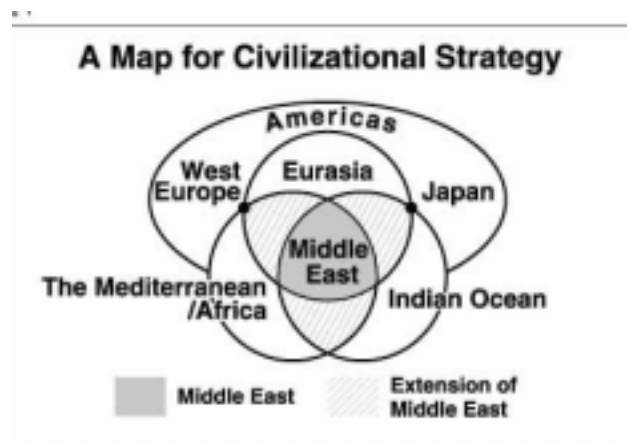 A Map for Civilizational Strategy
Americas
West
Europe
Eurasia
Japan
Middle
East
The Mediterranean
/Africa
Indian Ocean
Middle East
Extension of
Middle East